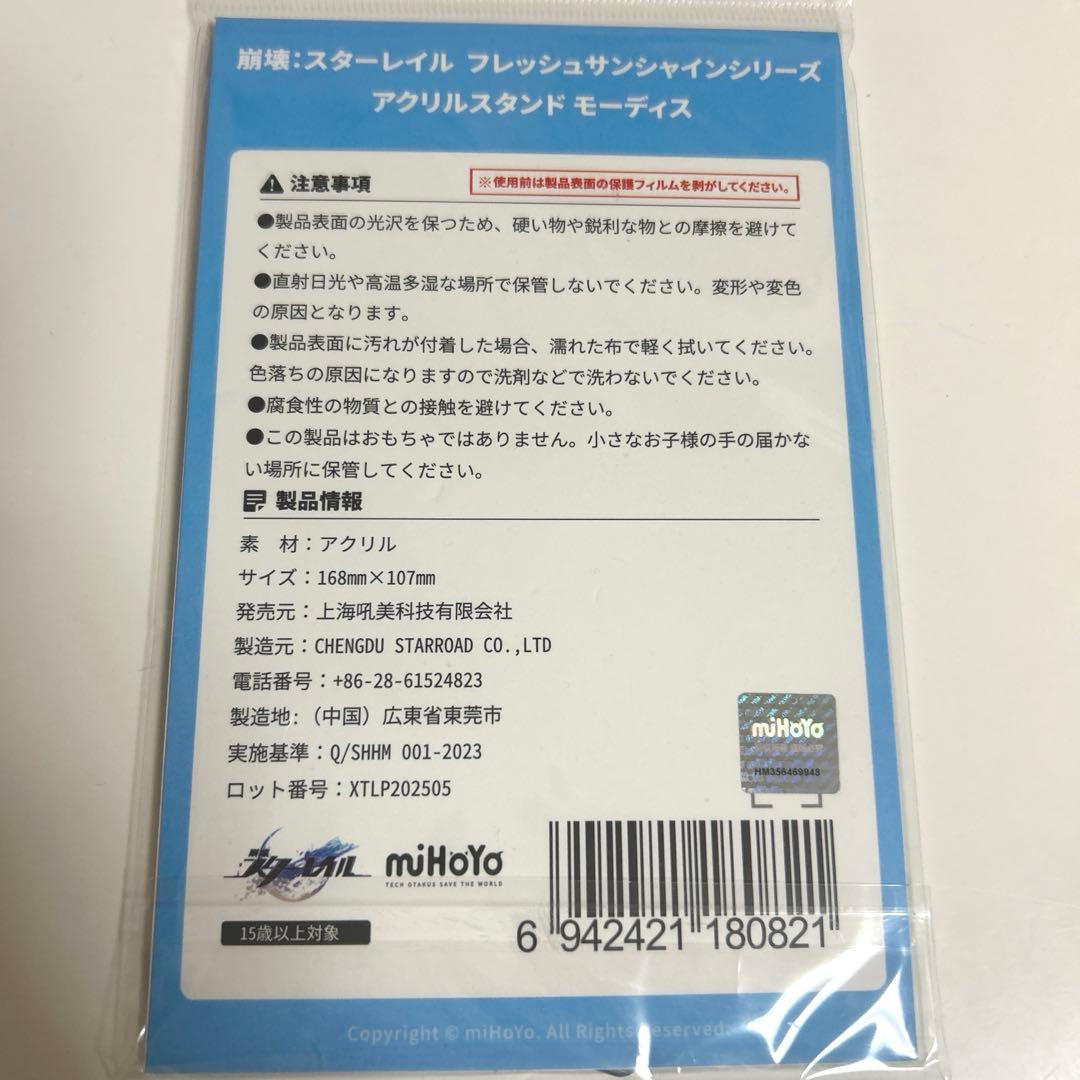 崩壊：スターレイル フレッシュサンシャインシリーズ
アクリルスタンド モーディス
注意事項
※使用前は製品表面の保護フィルムを剥がしてください。
●製品表面の光沢を保つため、硬い物や鋭利な物との摩擦を避けて
ください。
●直射日光や高温多湿な場所で保管しないでください。変形や変色
の原因となります。
●製品表面に汚れが付着した場合、濡れた布で軽く拭いてください。
色落ちの原因になりますので洗剤などで洗わないでください。
●腐食性の物質との接触を避けてください。
●この製品はおもちゃではありません。小さなお子様の手の届かな
い場所に保管してください。
製品情報
素　材：アクリル
サイズ：168mm×107mm
発売元：上海吼美科技有限会社
製造元：CHENGDU STARROAD CO.,LTD
電話番号：+86-28-61524823
製造地：（中国）広東省東莞市
実施基準：Q/SHHM 001-2023
ロット番号：XTLP202505
miHoYo
HM356469948
崩壊 スターレイル
miHoYo
TECH OTAKUS SAVE THE WORLD
15歳以上対象
6 942421 180821
Copyright © miHoYo. All Rights Reserved.